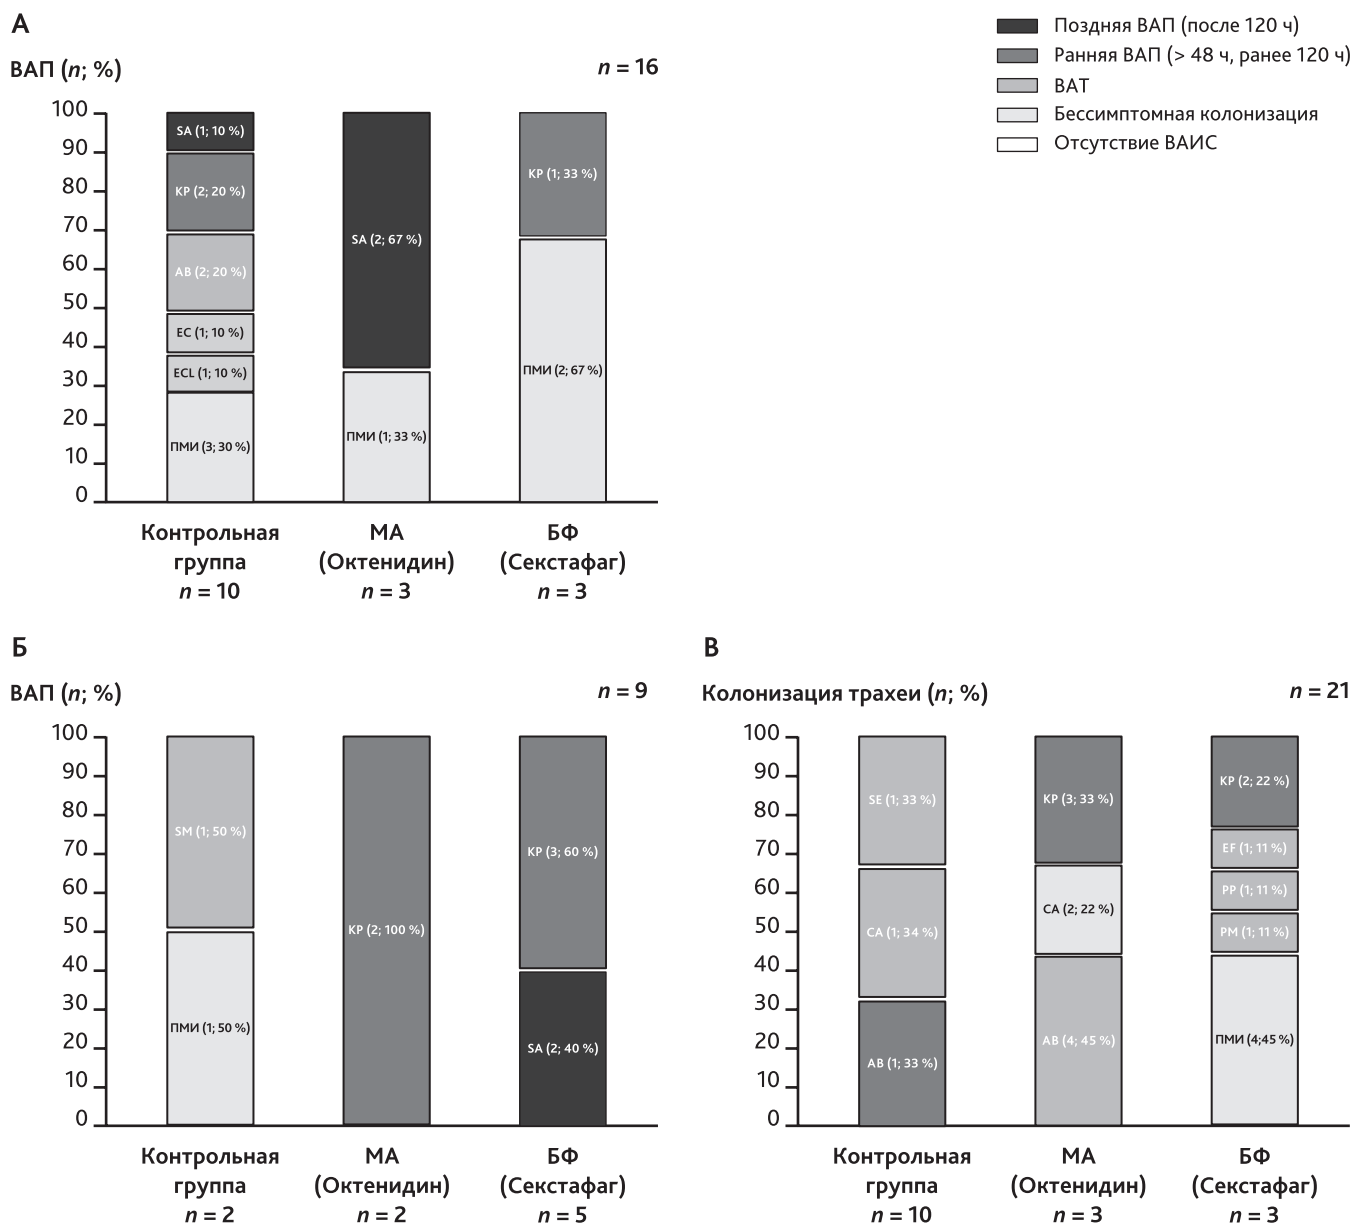 А
ВАП (n; %)
n = 16
Поздняя ВАП (после 120 ч)
Ранняя ВАП (> 48 ч, ранее 120 ч)
ВАТ
Бессимптомная колонизация
Отсутствие ВАИС
100
90
80
70
60
50
40
30
20
10
0
SA (1; 10 %)
KP (2; 20 %)
AB (2; 20 %)
EC (1; 10 %)
ECL (1; 10 %)
ПМИ (3; 30 %)
SA (2; 67 %)
ПМИ (1; 33 %)
KP (1; 33 %)
ПМИ (2; 67 %)
Контрольная
группа
n = 10
МА
(Октенидин)
n = 3
БФ
(Секстафаг)
n = 3
Б
ВАП (n; %)
n = 9
100
90
80
70
60
50
40
30
20
10
0
SM (1; 50 %)
ПМИ (1; 50 %)
KP (2; 100 %)
KP (3; 60 %)
SA (2; 40 %)
Контрольная
группа
n = 2
МА
(Октенидин)
n = 2
БФ
(Секстафаг)
n = 5
В
Колонизация трахеи (n; %)
n = 21
100
90
80
70
60
50
40
30
20
10
0
SE (1; 33 %)
CA (1; 34 %)
AB (1; 33 %)
KP (3; 33 %)
CA (2; 22 %)
AB (4; 45 %)
KP (2; 22 %)
EF (1; 11 %)
PP (1; 11 %)
PM (1; 11 %)
ПМИ (4;45 %)
Контрольная
группа
n = 10
МА
(Октенидин)
n = 3
БФ
(Секстафаг)
n = 3